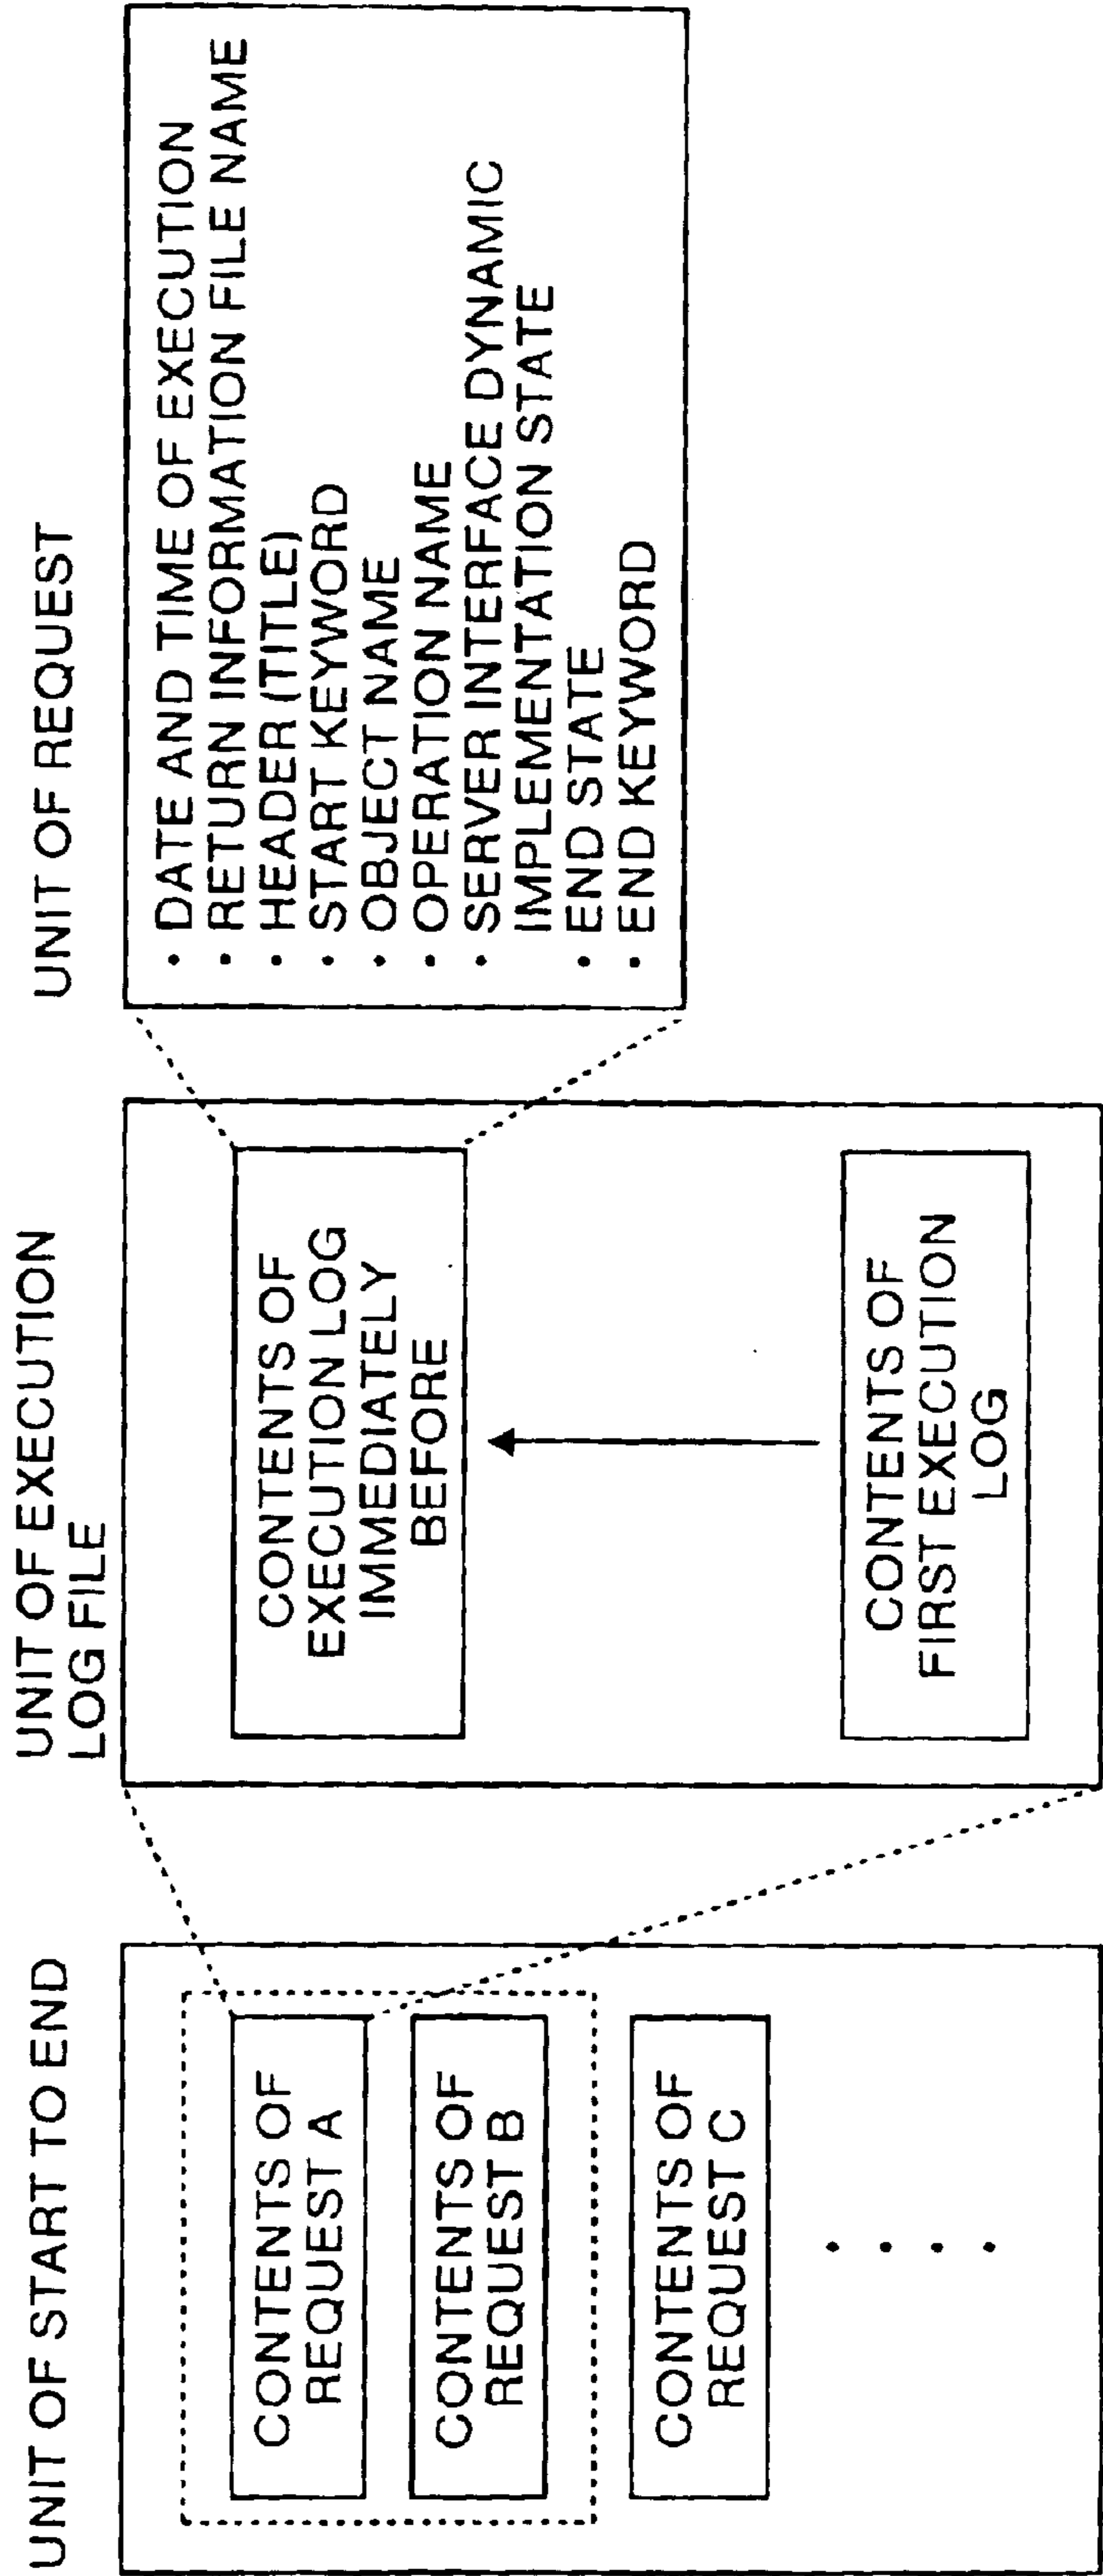 UNIT OF START TO END
CONTENTS OF
REQUEST A
CONTENTS OF
REQUEST B
CONTENTS OF
REQUEST C
UNIT OF EXECUTION
LOG FILE
CONTENTS OF
EXECUTION LOG
IMMEDIATELY
BEFORE
CONTENTS OF
FIRST EXECUTION
LOG
UNIT OF REQUEST
• DATE AND TIME OF EXECUTION
• RETURN INFORMATION FILE NAME
• HEADER (TITLE)
• START KEYWORD
• OBJECT NAME
• OPERATION NAME
• SERVER INTERFACE DYNAMIC
IMPLEMENTATION STATE
• END STATE
• END KEYWORD